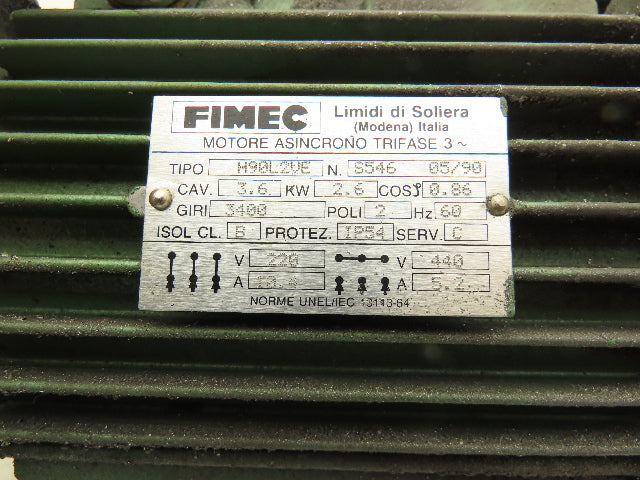 FIMEC Limidi di Soliera
(Modena) Italia
MOTORE ASINCRONO TRIFASE 3 ~
TIPO M90L2VE N. S546 05/90
CAV. 3.6 KW 2.6 COSφ 0.86
GIRI 3400 POLI 2 Hz 60
ISOL CL. B PROTEZ. IP54 SERV. C
V 220 V 440
A A 5.2
NORME UNEL/IEC 13113-64